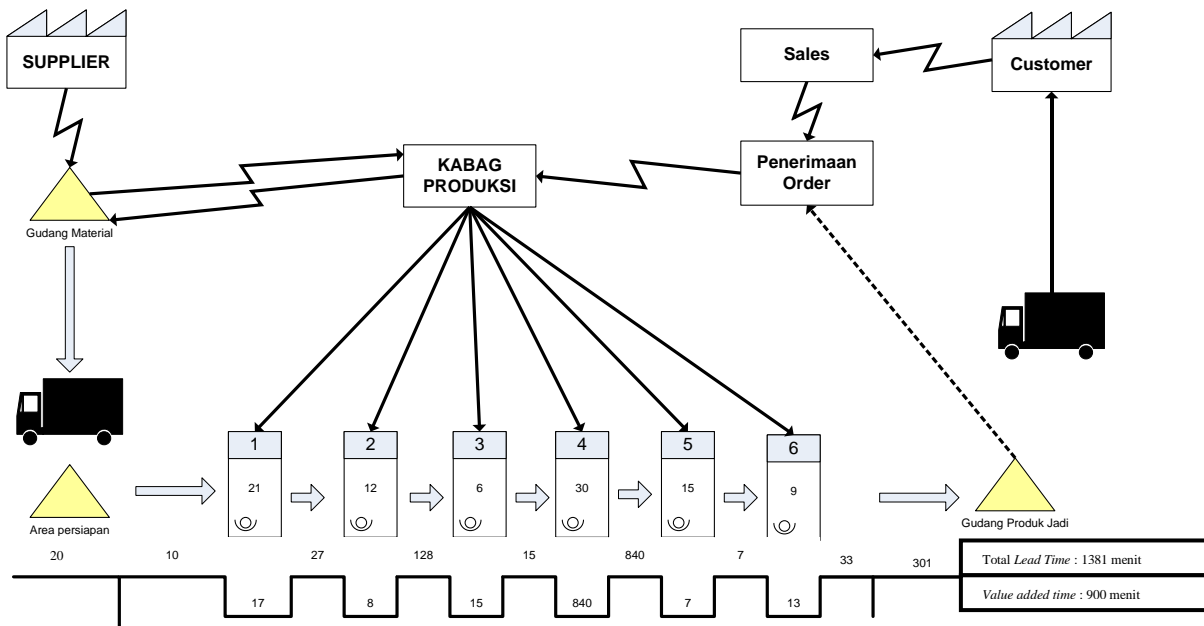 SUPPLIER
Sales
Customer
KABAG
PRODUKSI
Penerimaan
Order
Gudang Material
1
2
3
4
5
6
21
12
6
30
15
9
Area persiapan
Gudang Produk Jadi
20
10
27
128
15
840
7
33
301
Total Lead Time : 1381 menit
17
8
15
840
7
13
Value added time : 900 menit